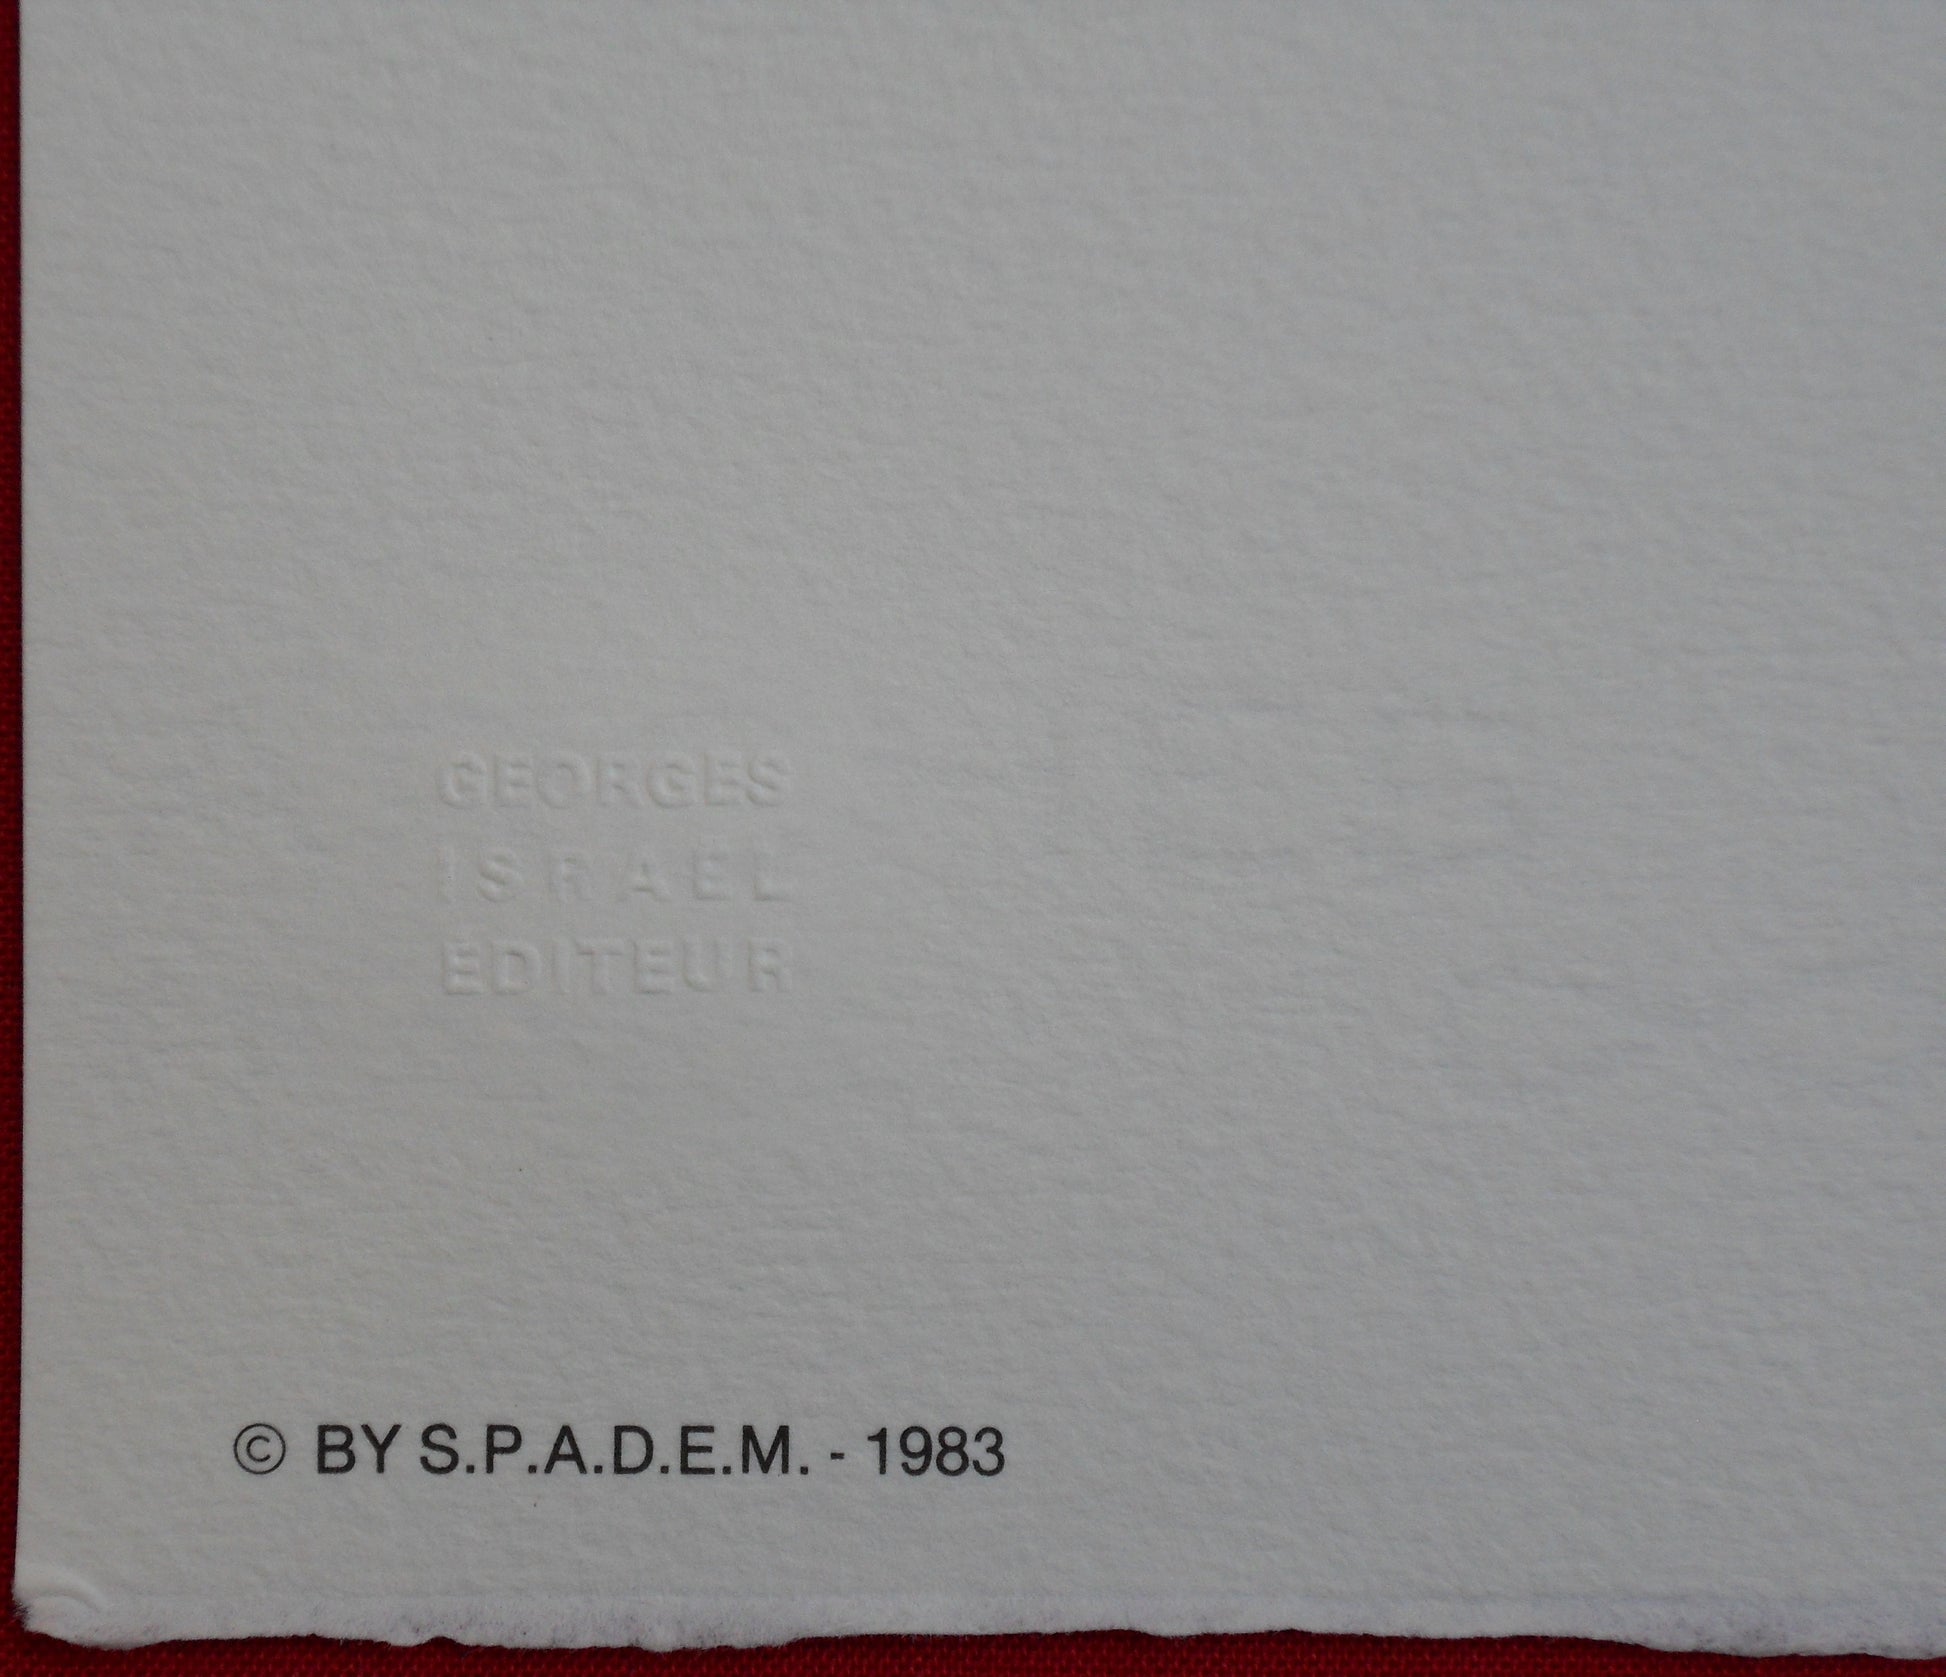 GEORGES
ISRAEL
EDITEUR
© BY S.P.A.D.E.M. - 1983